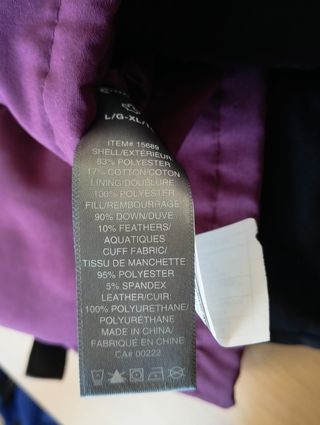 L/G-XL/
ITEM# 15689
SHELL/EXTÉRIEUR
83% POLYESTER
17% COTTON/COTON
LINING/DOUBLURE
100% POLYESTER
FILL/REMBOURRAGE:
90% DOWN/DUVE
10% FEATHERS/
AQUATIQUES
CUFF FABRIC/
TISSU DE MANCHETTE
95% POLYESTER
5% SPANDEX
LEATHER/CUIR:
100% POLYURETHANE/
POLYURÉTHANE
MADE IN CHINA/
FABRIQUÉ EN CHINE
CA# 00222